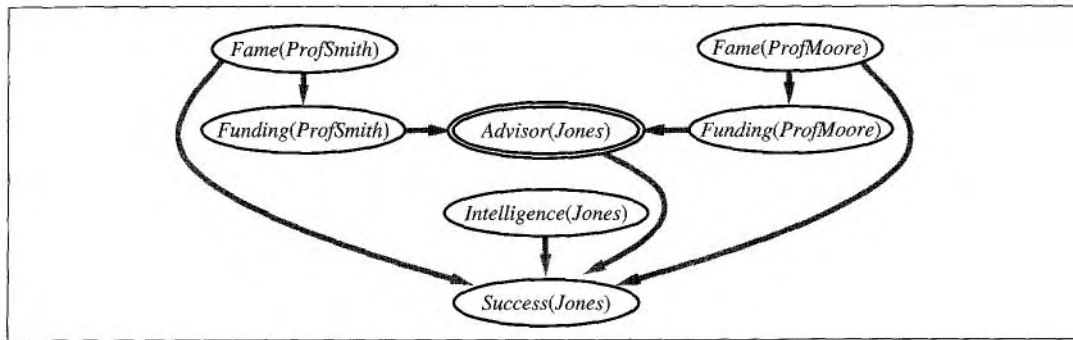 Fame(ProfSmith)
Fame(ProfMoore)
Funding(ProfSmith)
Advisor(Jones)
Funding(ProfMoore)
Intelligence(Jones)
Success(Jones)